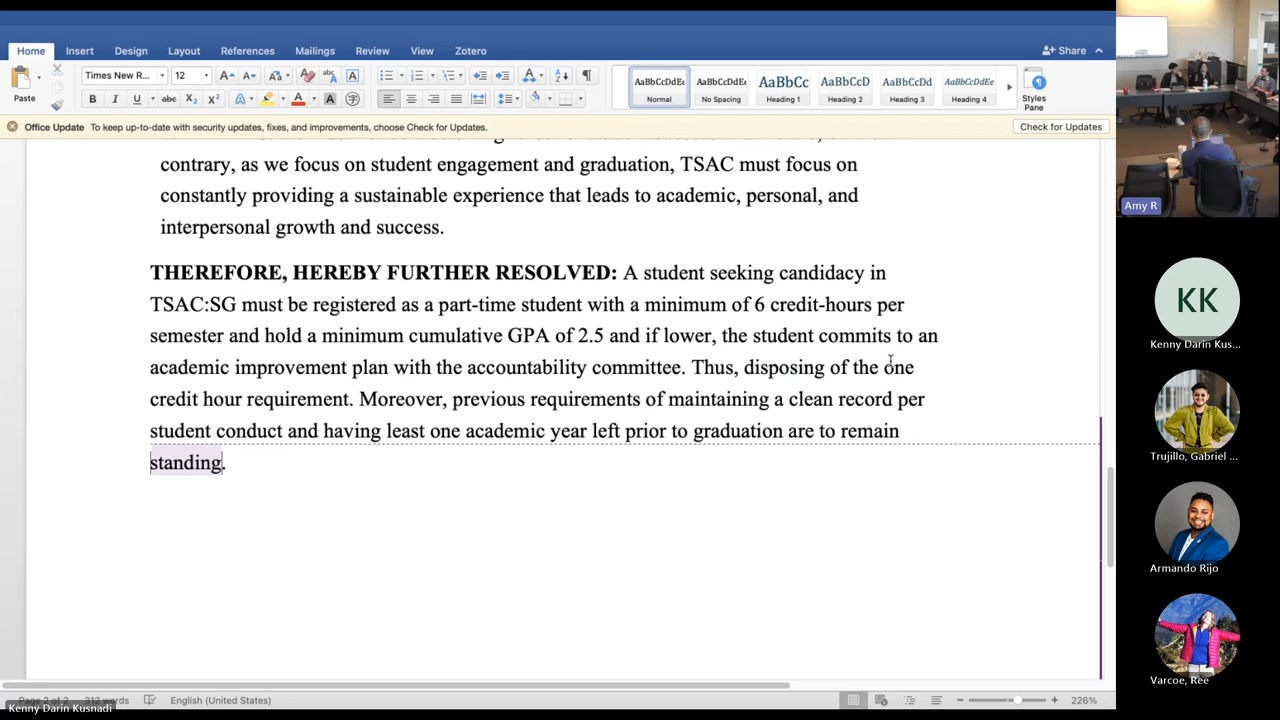 Home Insert Design Layout References Mailings Review View Zotero Share
Times New R... 12
Paste
AaBbCcDdEe AaBbCcDdEe AaBbCc AaBbCcD AaBbCcDd AaBbCcDdEe
Normal No Spacing Heading 1 Heading 2 Heading 3 Heading 4 Styles Pane
Office Update To keep up-to-date with security updates, fixes, and improvements, choose Check for Updates. Check for Updates
contrary, as we focus on student engagement and graduation, TSAC must focus on
constantly providing a sustainable experience that leads to academic, personal, and
interpersonal growth and success.
THEREFORE, HEREBY FURTHER RESOLVED: A student seeking candidacy in
TSAC:SG must be registered as a part-time student with a minimum of 6 credit-hours per
semester and hold a minimum cumulative GPA of 2.5 and if lower, the student commits to an
academic improvement plan with the accountability committee. Thus, disposing of the one
credit hour requirement. Moreover, previous requirements of maintaining a clean record per
student conduct and having least one academic year left prior to graduation are to remain
standing.
Page 2 of 2 312 words English (United States) 226%
Kenny Darin Kusnadi
Amy R
KK
Kenny Darin Kus...
Trujillo, Gabriel ...
Armando Rijo
Varcoe, Ree